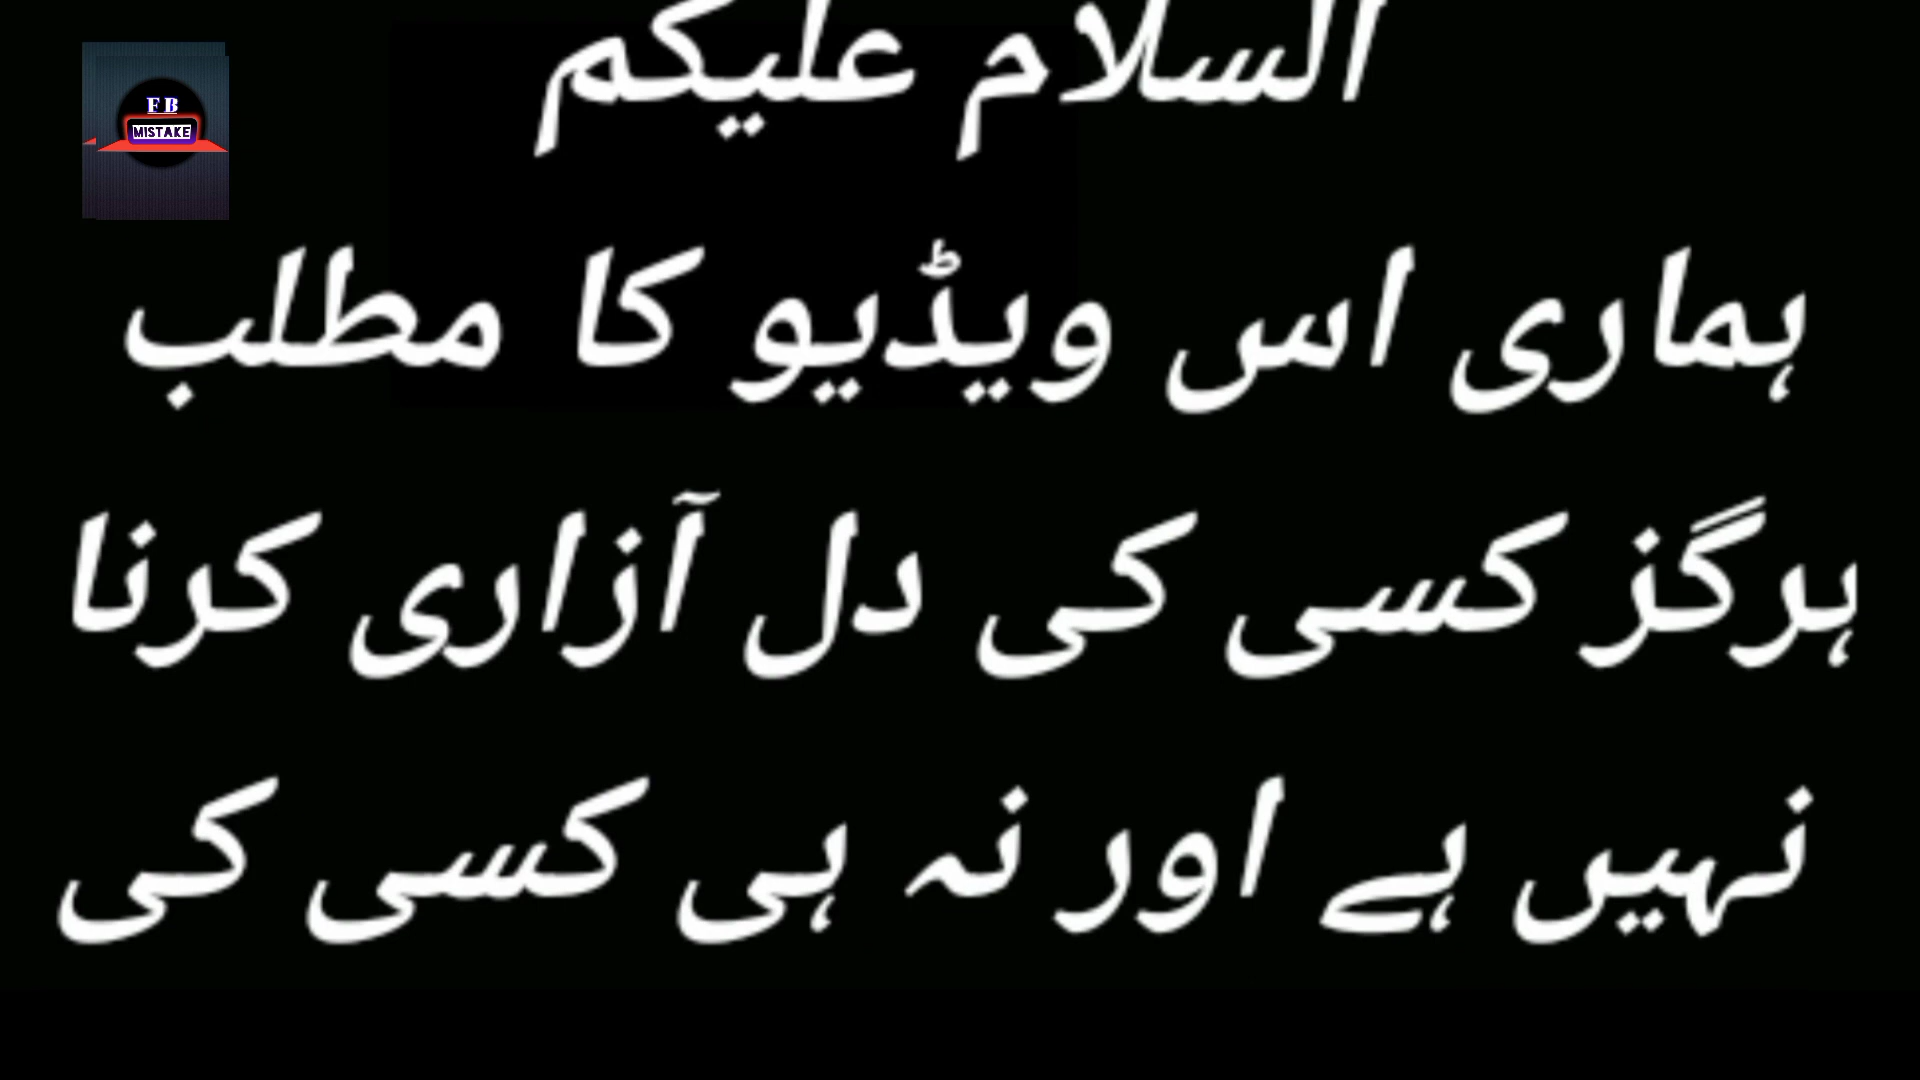 F B
MISTAKE
السلام علیکم
ہماری اس ویڈیو کا مطلب
ہرگز کسی کی دل آزاری کرنا
نہیں ہے اور نہ ہی کسی کی